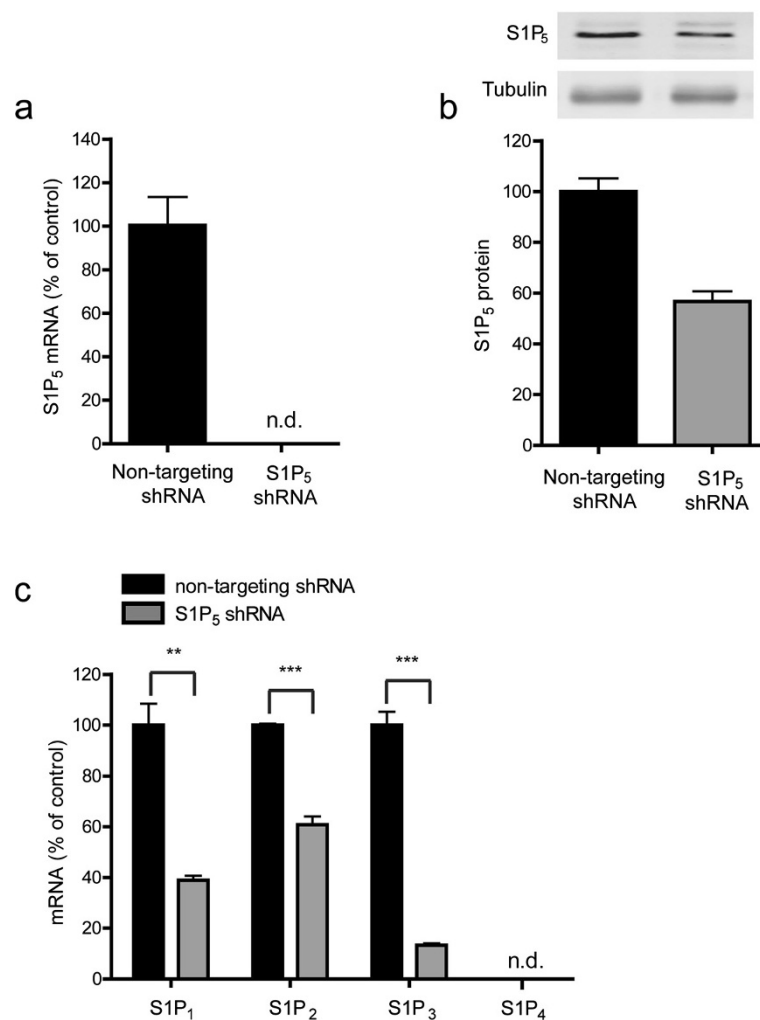 a
S1P₅ mRNA (% of control)
140
120
100
80
60
40
20
0
n.d.
Non-targeting
shRNA
S1P₅
shRNA
S1P₅
Tubulin
b
S1P₅ protein
120
100
80
60
40
20
0
Non-targeting
shRNA
S1P₅
shRNA
c
non-targeting shRNA
S1P₅ shRNA
mRNA (% of control)
120
100
80
60
40
20
0
**
***
***
n.d.
S1P₁
S1P₂
S1P₃
S1P₄